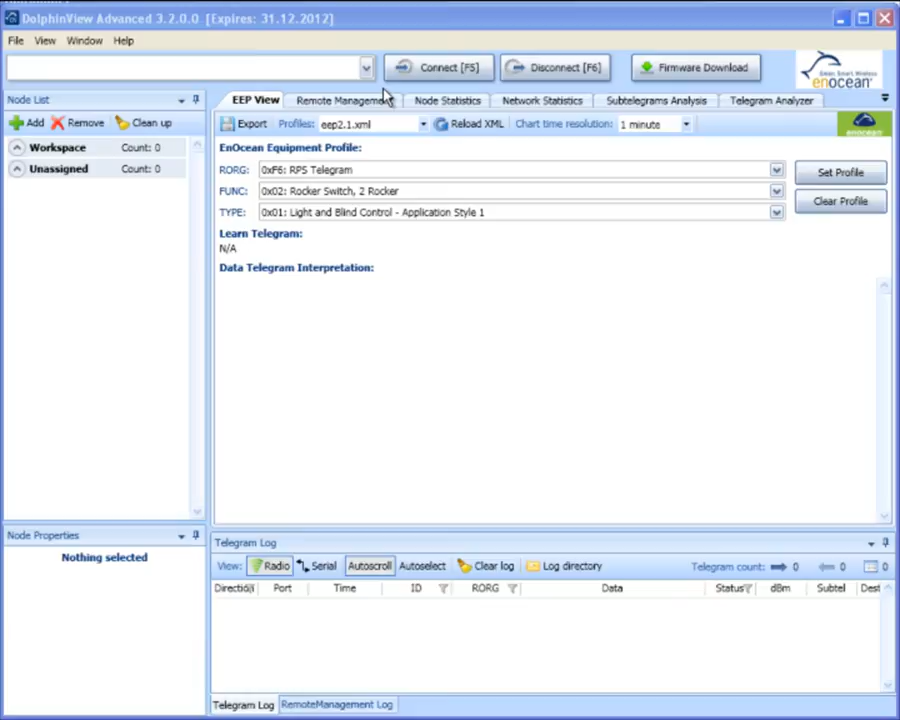 DolphinView Advanced 3.2.0.0 [Expires: 31.12.2012]
File View Window Help
Connect [F5] Disconnect [F6] Firmware Download
Green. Smart. Wireless.
enocean
Node List
EEP View Remote Management Node Statistics Network Statistics Subtelegrams Analysis Telegram Analyzer
Add Remove Clean up
Export Profiles: eep2.1.xml Reload XML Chart time resolution: 1 minute
enocean
Workspace Count: 0
Unassigned Count: 0
EnOcean Equipment Profile:
RORG: 0xF6: RPS Telegram
Set Profile
FUNC: 0x02: Rocker Switch, 2 Rocker
Clear Profile
TYPE: 0x01: Light and Blind Control - Application Style 1
Learn Telegram:
N/A
Data Telegram Interpretation:
Node Properties
Nothing selected
Telegram Log
View: Radio Serial Autoscroll Autoselect Clear log Log directory Telegram count: 0 0 0
Port Time ID RORG Data Status dBm Subtel Dest
Telegram Log RemoteManagement Log